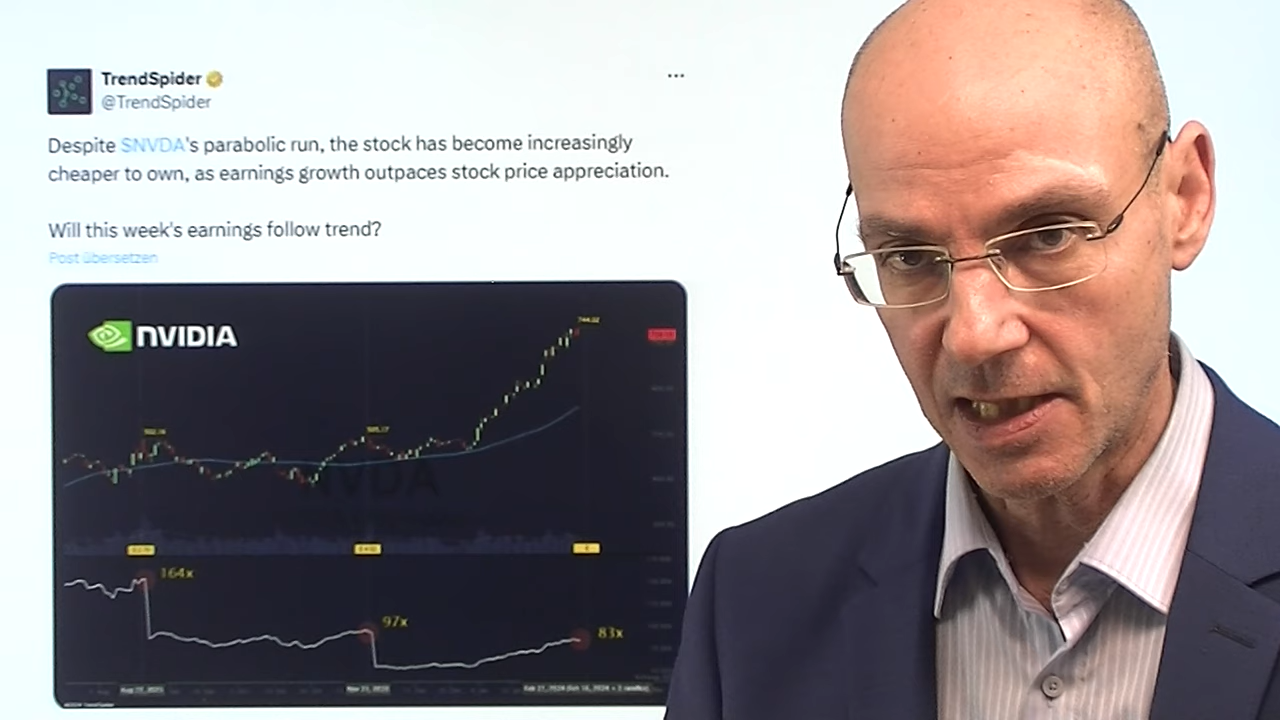 TrendSpider
@TrendSpider
Despite $NVDA's parabolic run, the stock has become increasingly
cheaper to own, as earnings growth outpaces stock price appreciation.
Will this week's earnings follow trend?
Post übersetzen
NVIDIA
NVDA
164x
97x
83x